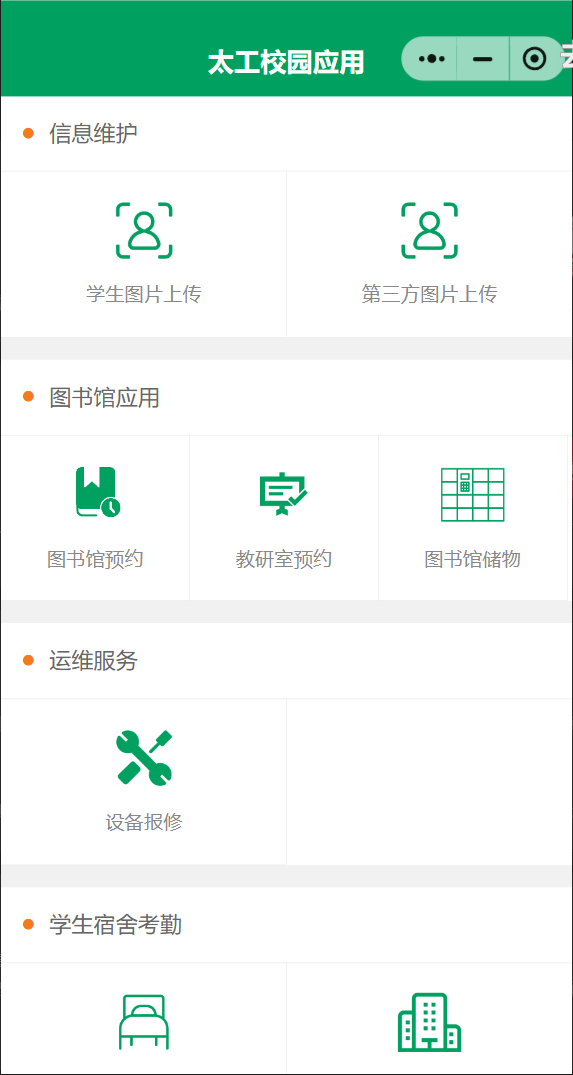 太工校园应用
信息维护
学生图片上传
第三方图片上传
图书馆应用
图书馆预约
教研室预约
图书馆储物
运维服务
设备报修
学生宿舍考勤